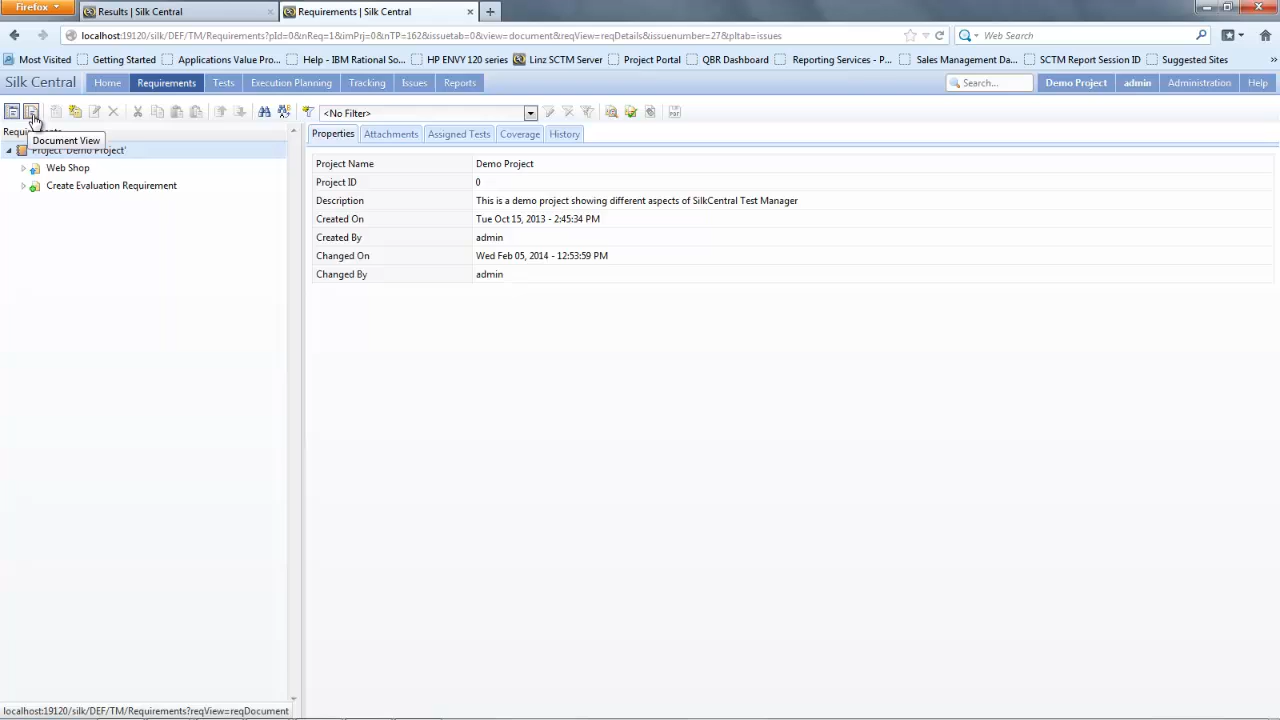 Firefox
Results | Silk Central
Requirements | Silk Central
localhost:19120/silk/DEF/TM/Requirements?pId=0&nReq=1&imPrj=0&nTP=162&issuetab=0&view=document&reqView=reqDetails&issuenumber=27&pltab=issues
Web Search
Most Visited
Getting Started
Applications Value Pro...
Help - IBM Rational So...
HP ENVY 120 series
Linz SCTM Server
Project Portal
QBR Dashboard
Reporting Services - P...
Sales Management Da...
SCTM Report Session ID
Suggested Sites
Silk Central
Home
Requirements
Tests
Execution Planning
Tracking
Issues
Reports
Search...
Demo Project
admin
Administration
Help
<No Filter>
Document View
Project 'Demo Project'
Web Shop
Create Evaluation Requirement
Properties
Attachments
Assigned Tests
Coverage
History
Project Name Demo Project
Project ID 0
Description This is a demo project showing different aspects of SilkCentral Test Manager
Created On Tue Oct 15, 2013 - 2:45:34 PM
Created By admin
Changed On Wed Feb 05, 2014 - 12:53:59 PM
Changed By admin
localhost:19120/silk/DEF/TM/Requirements?reqView=reqDocument